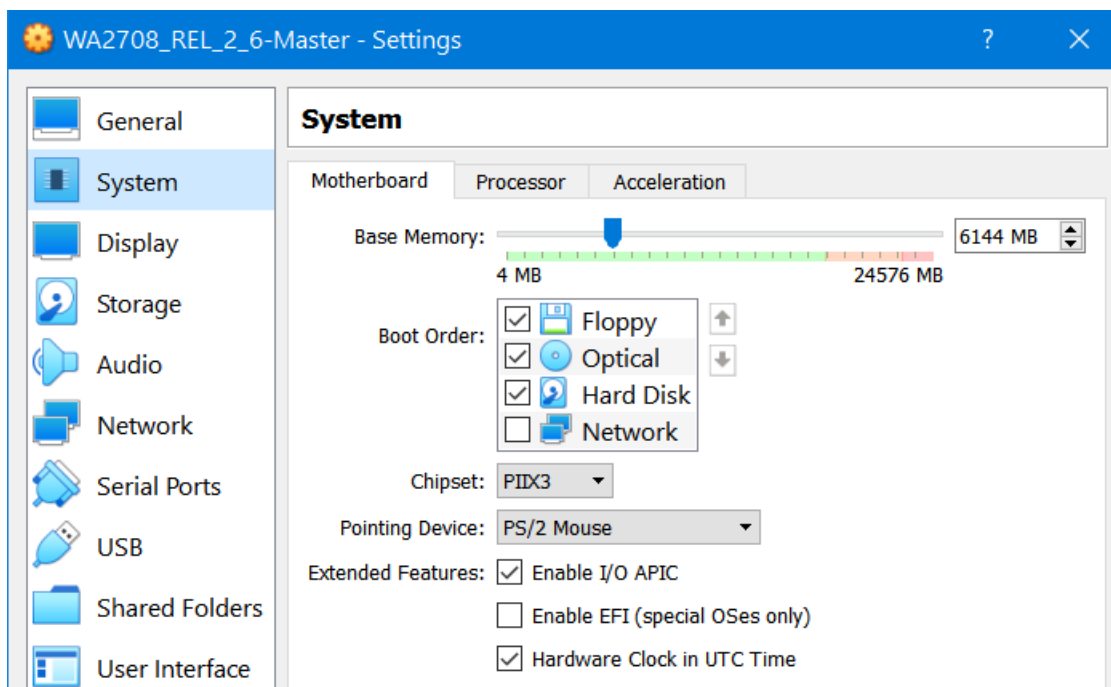 WA2708_REL_2_6-Master - Settings ? ×
General
System
Display
Storage
Audio
Network
Serial Ports
USB
Shared Folders
User Interface
System
Motherboard Processor Acceleration
Base Memory: 6144 MB
4 MB 24576 MB
Boot Order:
Floppy
Optical
Hard Disk
Network
Chipset: PIIX3
Pointing Device: PS/2 Mouse
Extended Features: Enable I/O APIC
Enable EFI (special OSes only)
Hardware Clock in UTC Time